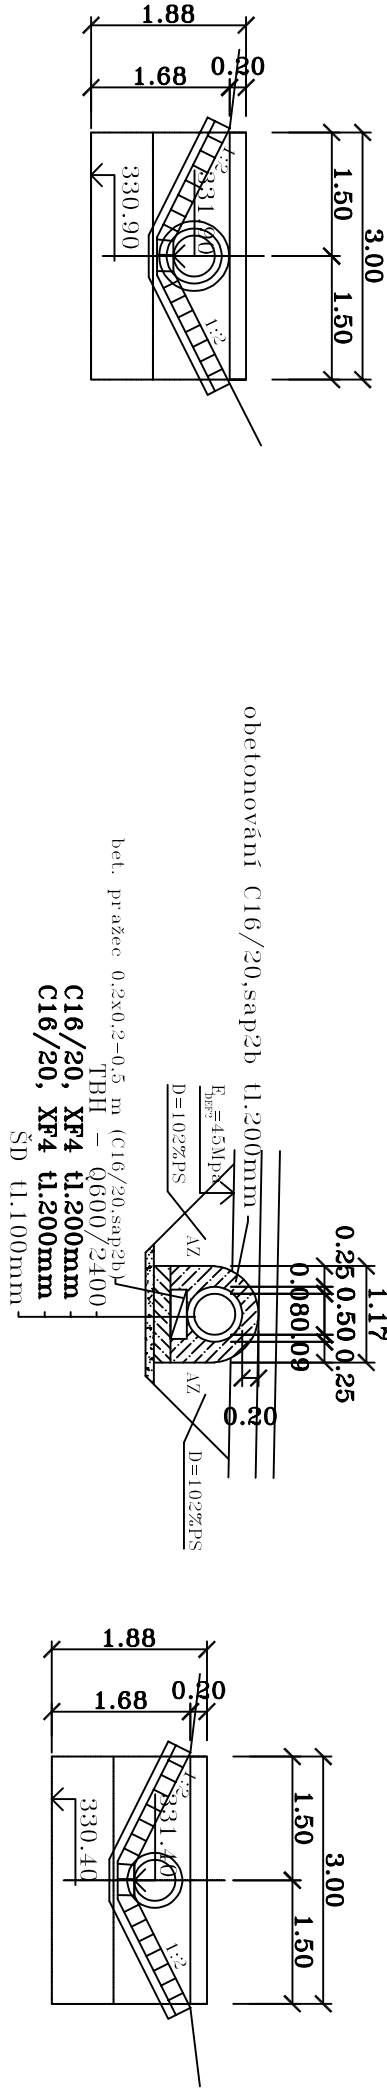 1.88
1.68
0.20
1:2
331.90
330.90
1:2
1.50
1.50
3.00
obetonování C16/20,sap2b tl.200mm
E DEF2 =45Mpa
D=102%PS
bet. pražec 0,2x0,2-0,5 m (C16/20,sap2b)
TBH - Q600/2400
C16/20, XF4 tl.200mm
C16/20, XF4 tl.200mm
ŠD tl.100mm
AZ
AZ
D=102%PS
1.17
0.25 0.50 0.25
0.08 0.09
0.20
1.88
1.68
0.20
1:2
331.40
330.40
1:2
1.50
1.50
3.00